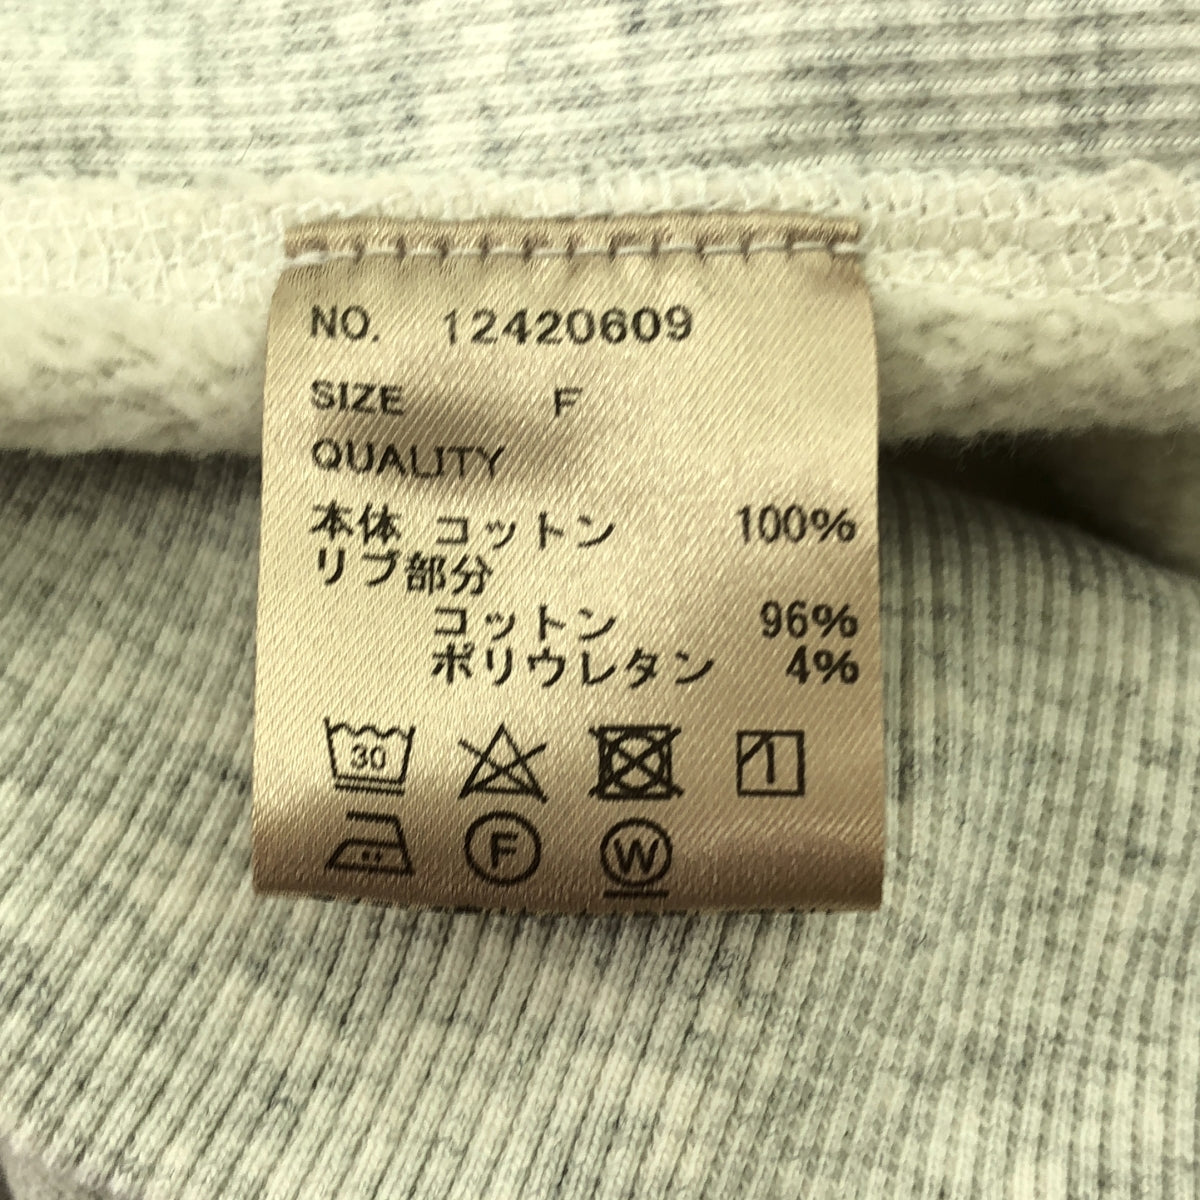 NO. 12420609
SIZE F
QUALITY
本体 コットン 100%
リブ部分
コットン 96%
ポリウレタン 4%
30
F W